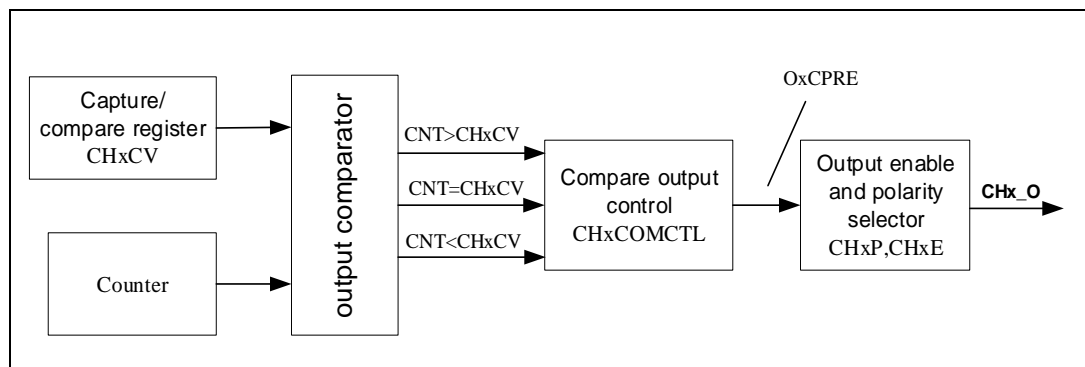 Capture/
compare register
CHxCV
Counter
output comparator
CNT>CHxCV
CNT=CHxCV
CNT<CHxCV
Compare output
control
CHxCOMCTL
OxCPRE
Output enable
and polarity
selector
CHxP,CHxE
CHx_O